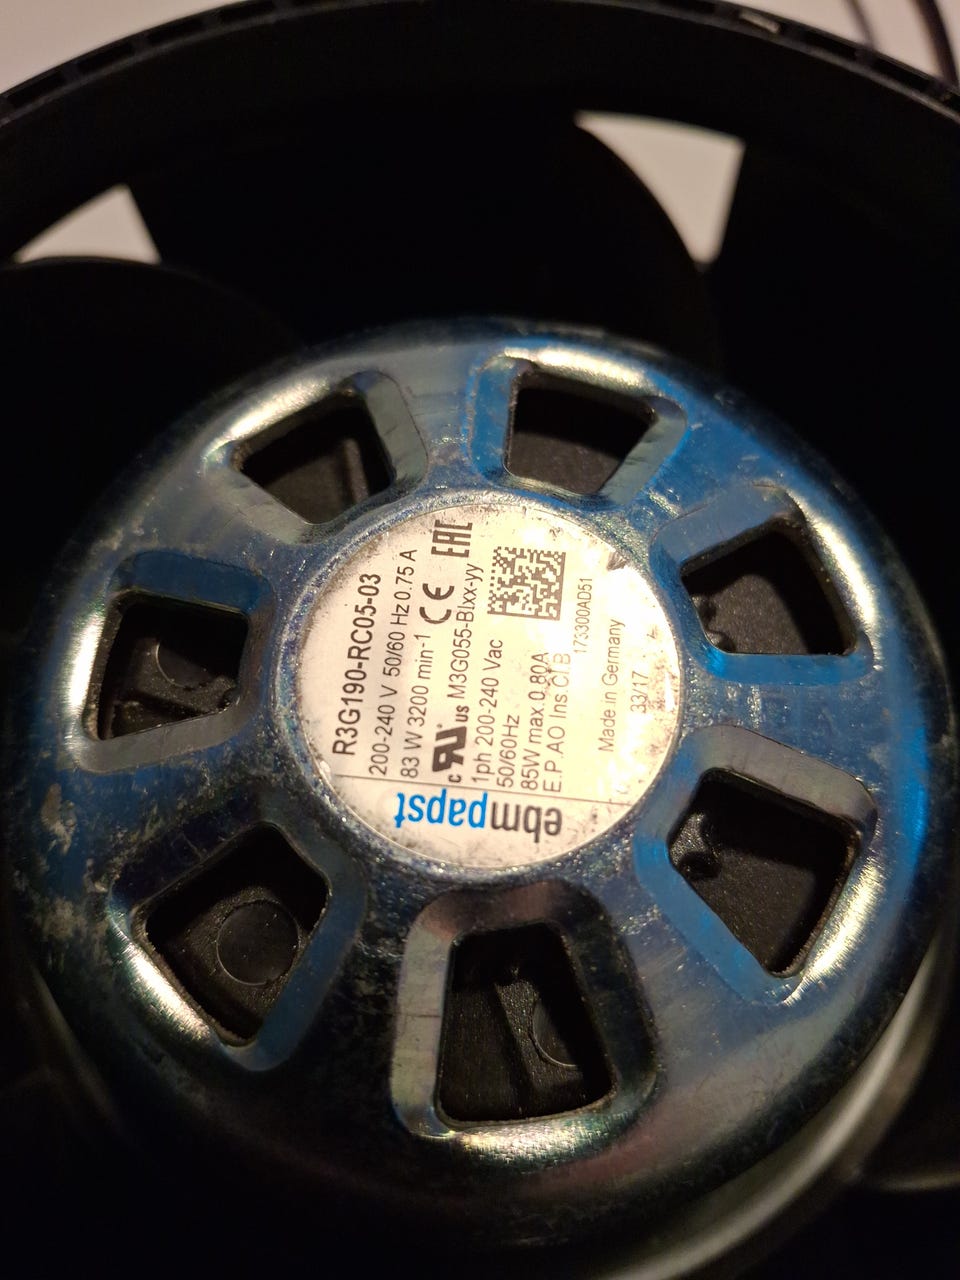 ebmpapst
R3G190-RC05-03
200-240 V 50/60 Hz 0.75 A
83 W 3200 min-1 CE EAC
c us M3G055-BIxx-yy
1ph 200-240 Vac
50/60Hz
85W max.0.80A
E.P.AO Ins.Cl.B
173300AD51
Made in Germany
33/17